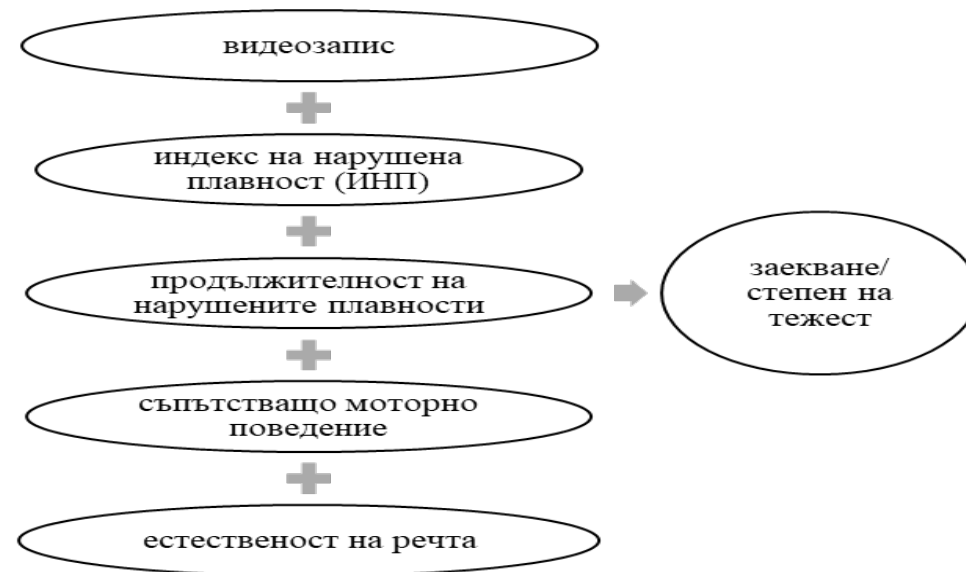 видеозапис
индекс на нарушена
плавност (ИНП)
продължителност на
нарушените плавности
съпътстващо моторно
поведение
естественост на речта
заекване/
степен на
тежест